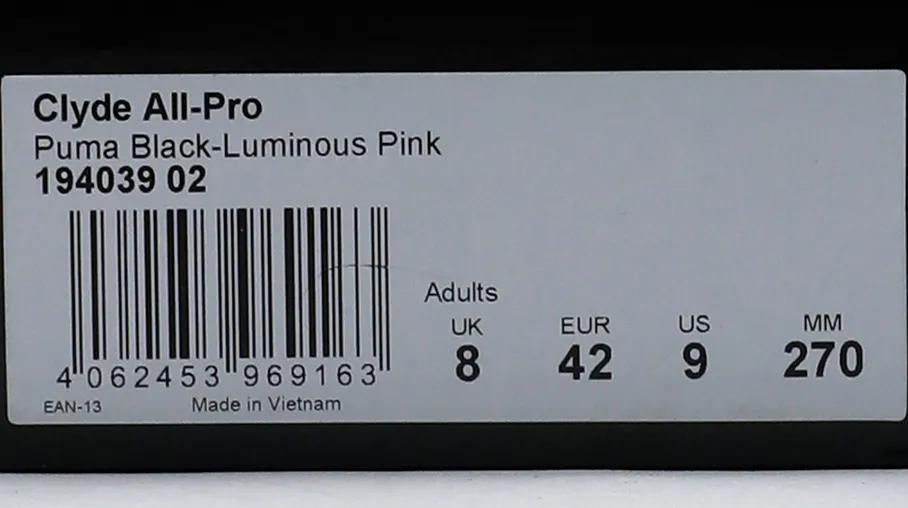 Clyde All-Pro
Puma Black-Luminous Pink
194039 02
4 062453 969163
EAN-13 Made in Vietnam
Adults
UK EUR US MM
8 42 9 270